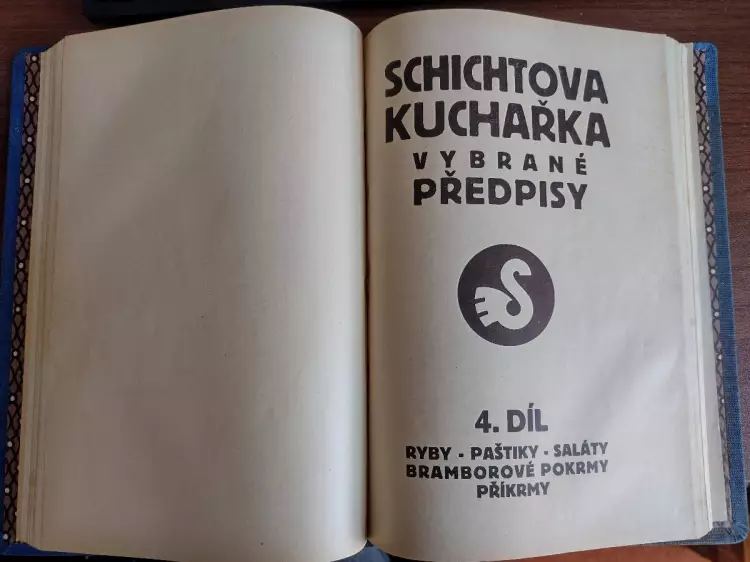 SCHICHTOVA
KUCHAŘKA
VYBRANÉ
PŘEDPISY
4. DÍL
RYBY - PAŠTIKY - SALÁTY
BRAMBOROVÉ POKRMY
PŘÍKRMY